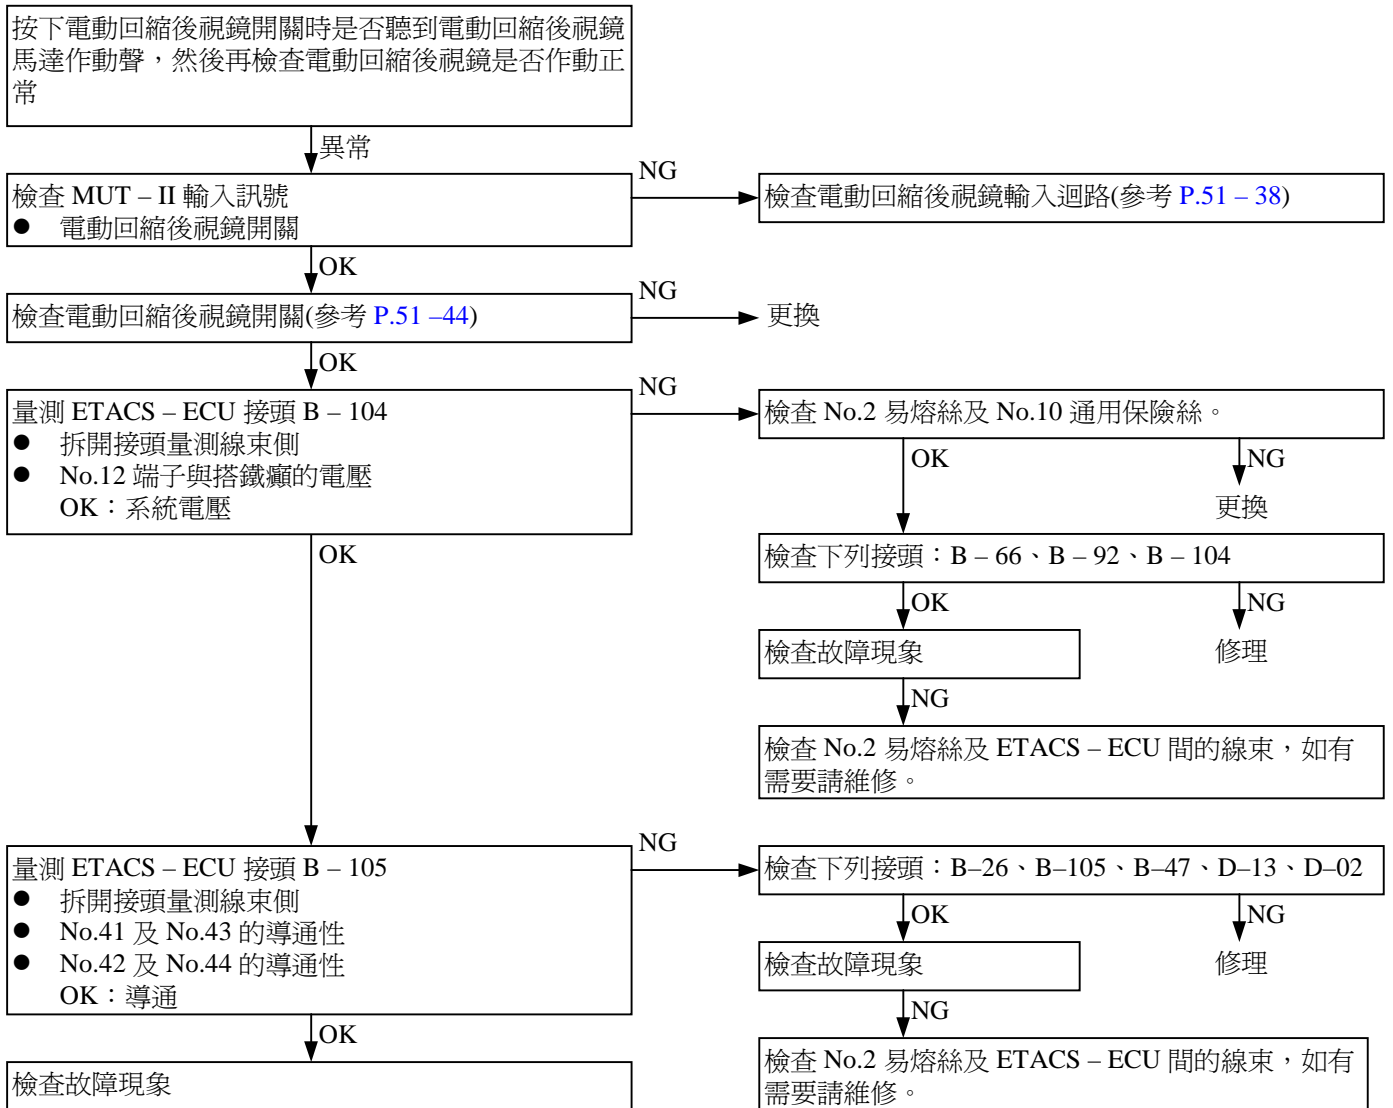 按下電動回縮後視鏡開關時是否聽到電動回縮後視鏡
馬達作動聲，然後再檢查電動回縮後視鏡是否作動正
常
異常
檢查 MUT – II 輸入訊號
● 電動回縮後視鏡開關
NG
檢查電動回縮後視鏡輸入迴路(參考 P.51 – 38)
OK
檢查電動回縮後視鏡開關(參考 P.51 –44)
NG
更換
OK
量測 ETACS – ECU 接頭 B – 104
● 拆開接頭量測線束側
● No.12 端子與搭鐵癲的電壓
OK：系統電壓
NG
檢查 No.2 易熔絲及 No.10 通用保險絲。
OK
NG
更換
檢查下列接頭：B – 66、B – 92、B – 104
OK
NG
檢查故障現象
修理
NG
檢查 No.2 易熔絲及 ETACS – ECU 間的線束，如有
需要請維修。
OK
量測 ETACS – ECU 接頭 B – 105
● 拆開接頭量測線束側
● No.41 及 No.43 的導通性
● No.42 及 No.44 的導通性
OK：導通
NG
檢查下列接頭：B–26、B–105、B–47、D–13、D–02
OK
NG
檢查故障現象
修理
NG
檢查 No.2 易熔絲及 ETACS – ECU 間的線束，如有
需要請維修。
OK
檢查故障現象